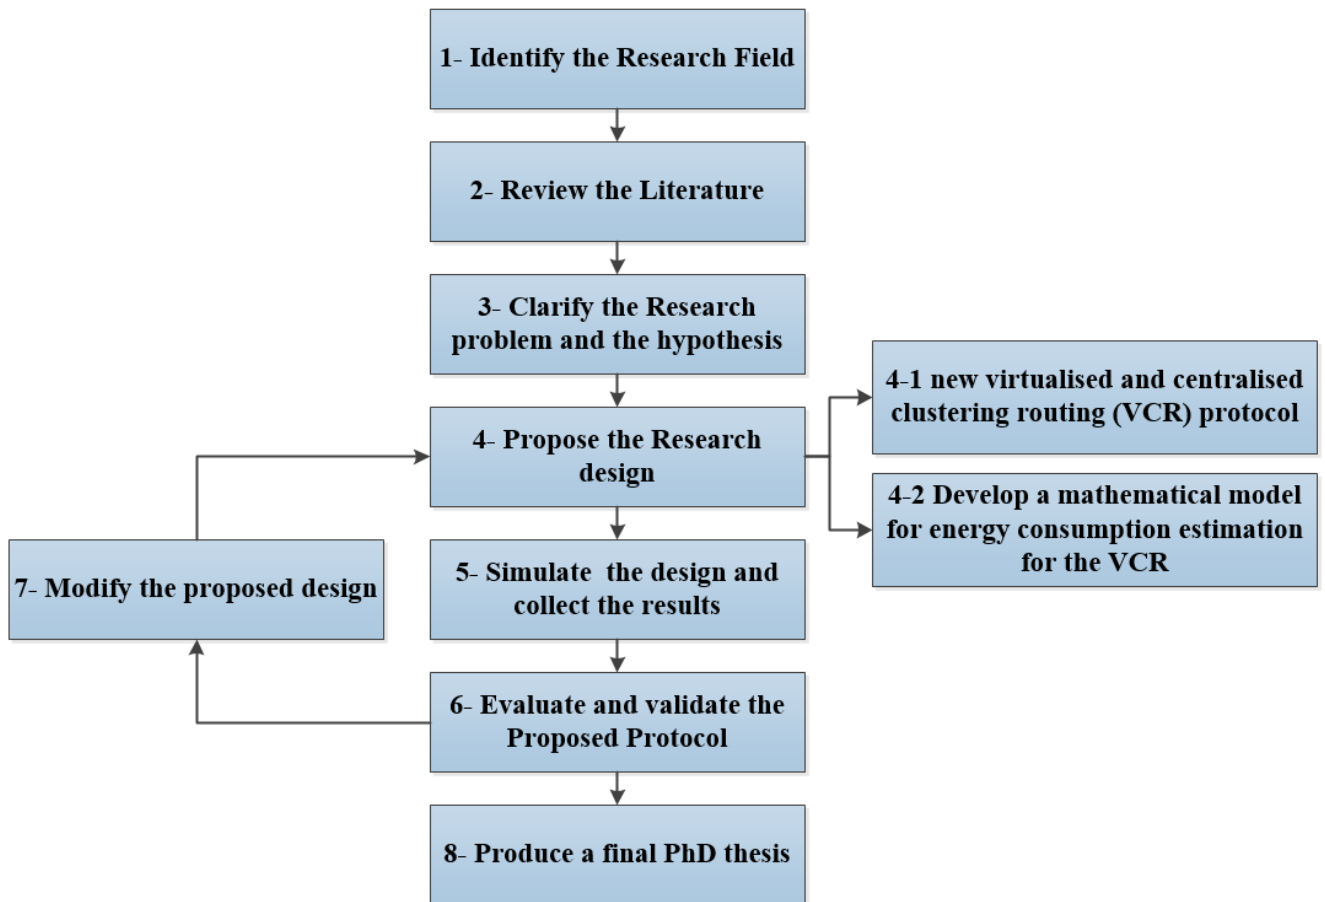 1- Identify the Research Field
2- Review the Literature
3- Clarify the Research
problem and the hypothesis
4- Propose the Research
design
4-1 new virtualised and centralised
clustering routing (VCR) protocol
4-2 Develop a mathematical model
for energy consumption estimation
for the VCR
5- Simulate  the design and
collect the results
6- Evaluate and validate the
Proposed Protocol
7- Modify the proposed design
8- Produce a final PhD thesis